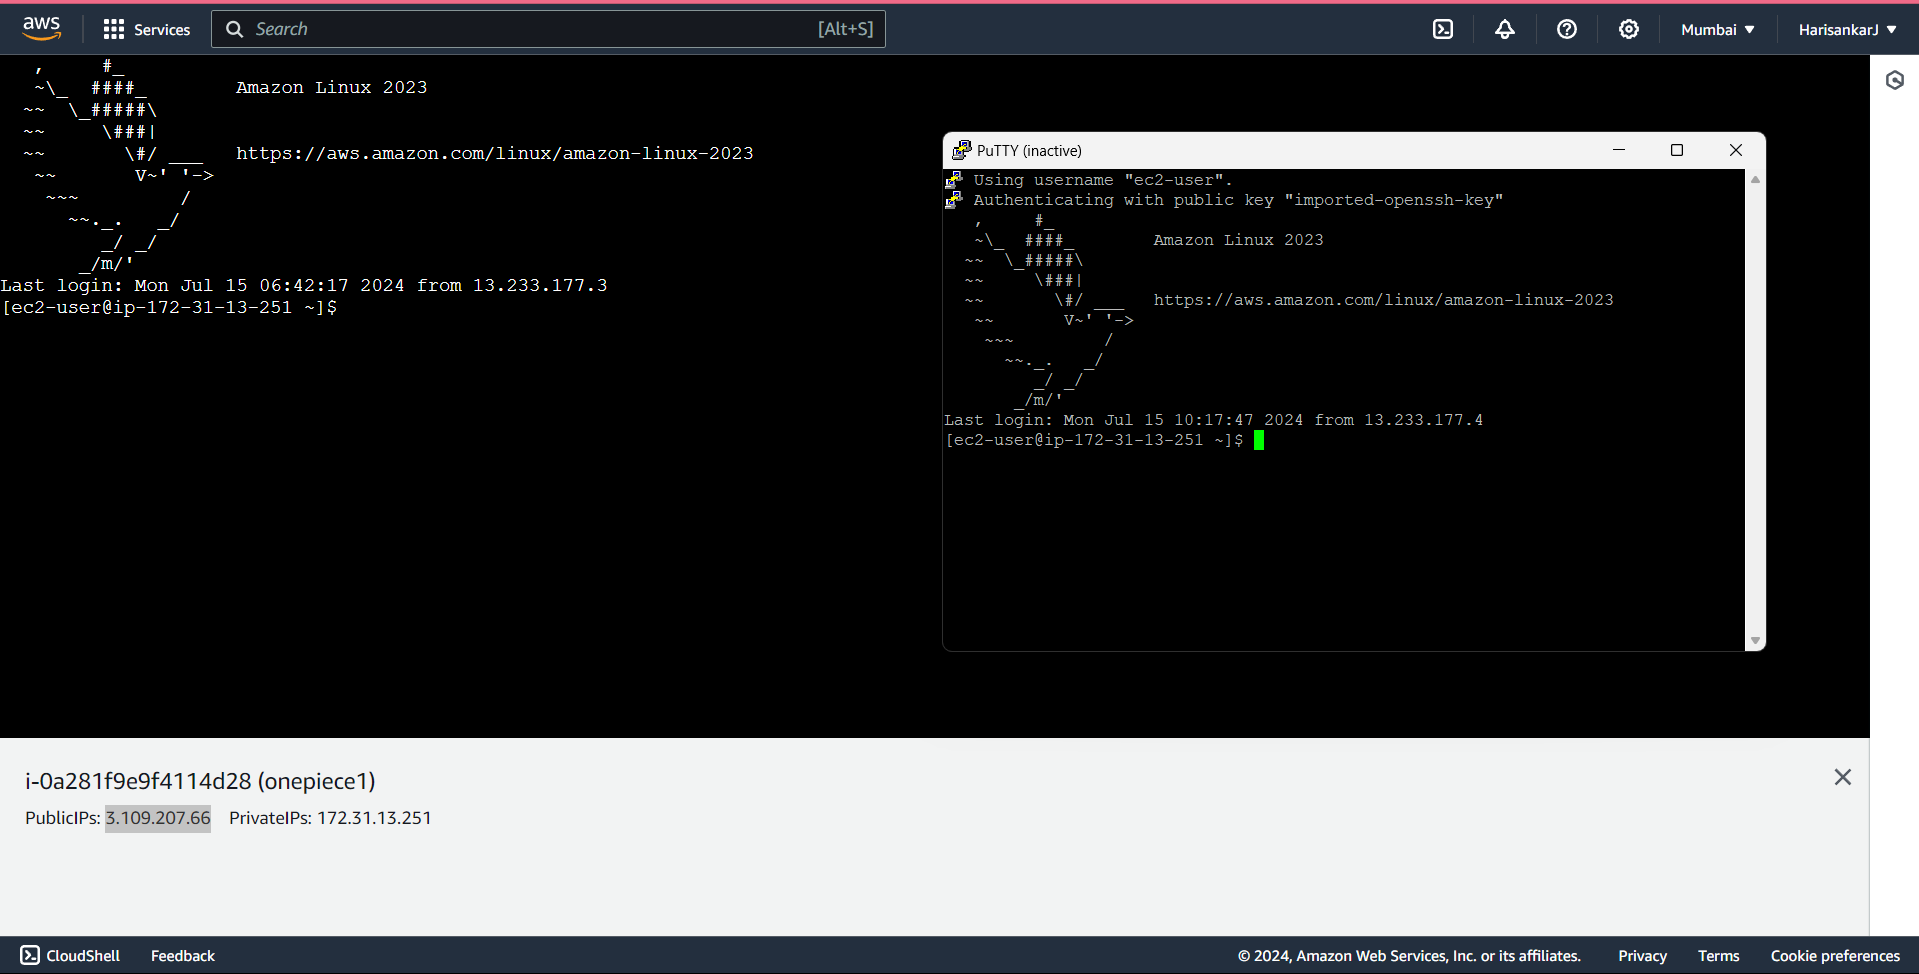 aws Services Search [Alt+S] Mumbai ▼ HarisankarJ ▼
   ,     #_
   ~\_  ####_        Amazon Linux 2023
  ~~  \_#####\
  ~~     \###|
  ~~       \#/ ___   https://aws.amazon.com/linux/amazon-linux-2023
   ~~       V~' '->
    ~~~         /
      ~~._.   _/
         _/ _/
       _/m/'
Last login: Mon Jul 15 06:42:17 2024 from 13.233.177.3
[ec2-user@ip-172-31-13-251 ~]$
PuTTY (inactive)
Using username "ec2-user".
Authenticating with public key "imported-openssh-key"
   ,     #_
   ~\_  ####_        Amazon Linux 2023
  ~~  \_#####\
  ~~     \###|
  ~~       \#/ ___   https://aws.amazon.com/linux/amazon-linux-2023
   ~~       V~' '->
    ~~~         /
      ~~._.   _/
         _/ _/
       _/m/'
Last login: Mon Jul 15 10:17:47 2024 from 13.233.177.4
[ec2-user@ip-172-31-13-251 ~]$
i-0a281f9e9f4114d28 (onepiece1)
PublicIPs: 3.109.207.66 PrivateIPs: 172.31.13.251
CloudShell Feedback © 2024, Amazon Web Services, Inc. or its affiliates. Privacy Terms Cookie preferences